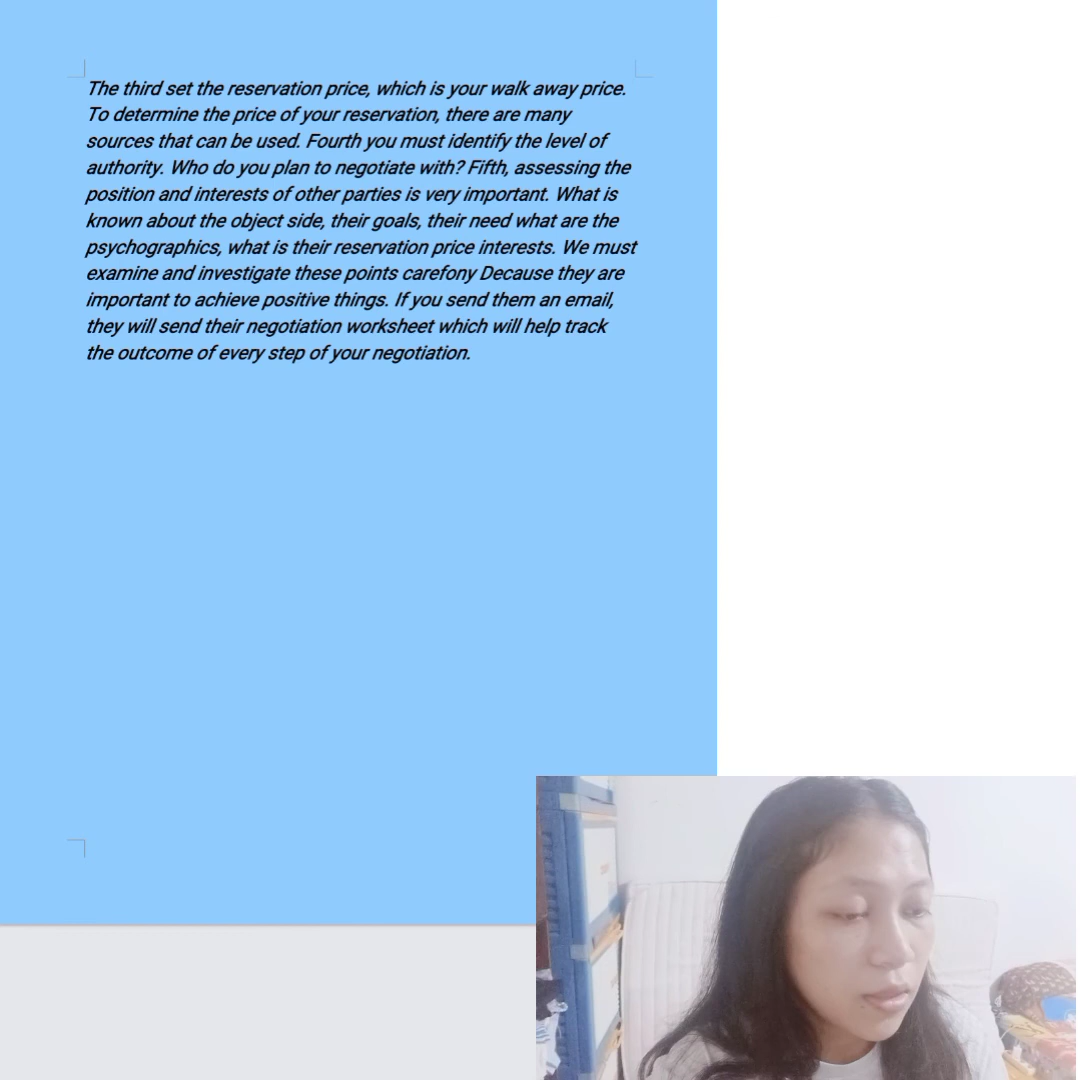 The third set the reservation price, which is your walk away price.
To determine the price of your reservation, there are many
sources that can be used. Fourth you must identify the level of
authority. Who do you plan to negotiate with? Fifth, assessing the
position and interests of other parties is very important. What is
known about the object side, their goals, their need what are the
psychographics, what is their reservation price interests. We must
examine and investigate these points carefony Decause they are
important to achieve positive things. If you send them an email,
they will send their negotiation worksheet which will help track
the outcome of every step of your negotiation.